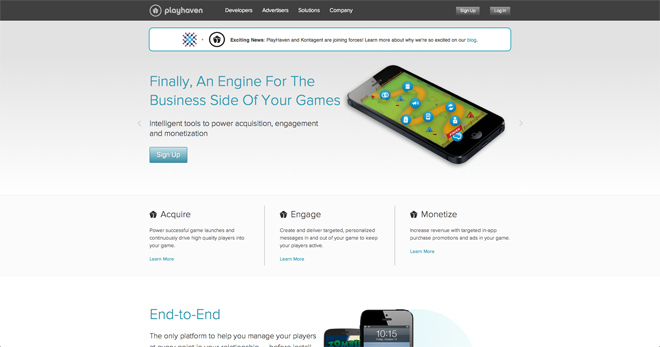 playhaven Developers Advertisers Solutions Company Sign Up Log In
Exciting News: PlayHaven and Kontagent are joining forces! Learn more about why we're so excited on our blog.
Finally, An Engine For The
Business Side Of Your Games
Intelligent tools to power acquisition, engagement
and monetization
Sign Up
Acquire
Power successful game launches and
continuously drive high quality players into
your game.
Learn More
Engage
Create and deliver targeted, personalized
messages in and out of your game to keep
your players active.
Learn More
Monetize
Increase revenue with targeted in-app
purchase promotions and ads in your game.
Learn More
End-to-End
The only platform to help you manage your players
10:15